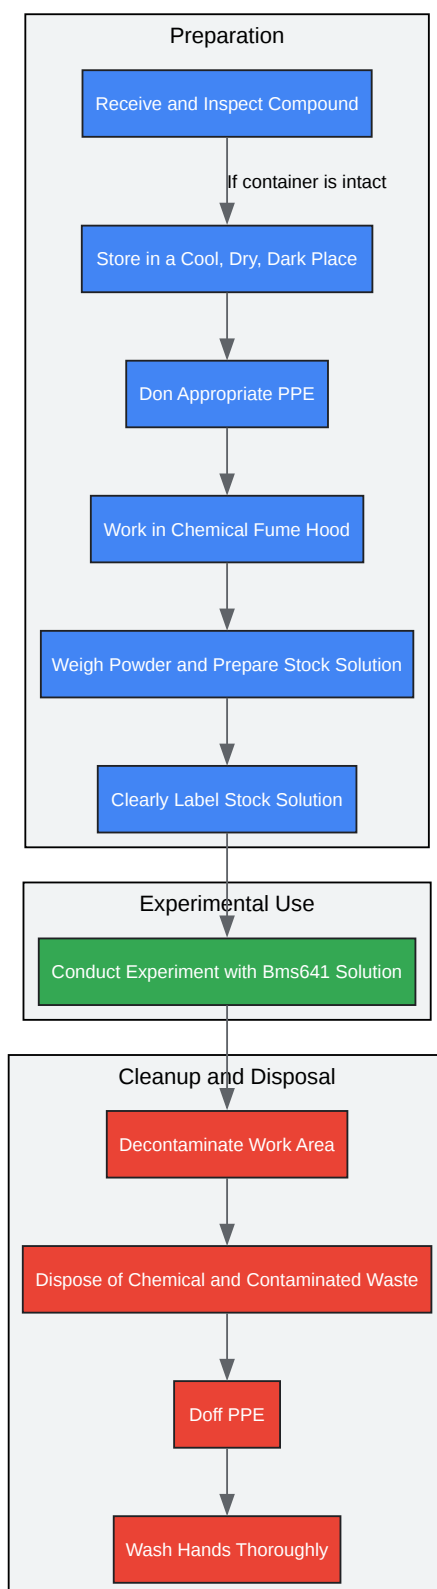 Preparation
Receive and Inspect Compound
If container is intact
Store in a Cool, Dry, Dark Place
Don Appropriate PPE
Work in Chemical Fume Hood
Weigh Powder and Prepare Stock Solution
Clearly Label Stock Solution
Experimental Use
Conduct Experiment with Bms641 Solution
Cleanup and Disposal
Decontaminate Work Area
Dispose of Chemical and Contaminated Waste
Doff PPE
Wash Hands Thoroughly